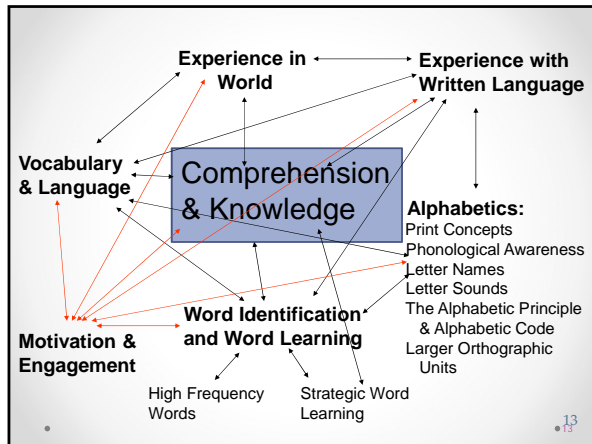 Experience in
World
Experience with
Written Language
Vocabulary
& Language
Comprehension
& Knowledge
Alphabetics:
Print Concepts
Phonological Awareness
Letter Names
Letter Sounds
The Alphabetic Principle
& Alphabetic Code
Larger Orthographic
Units
Motivation &
Engagement
Word Identification
and Word Learning
High Frequency
Words
Strategic Word
Learning
13
13